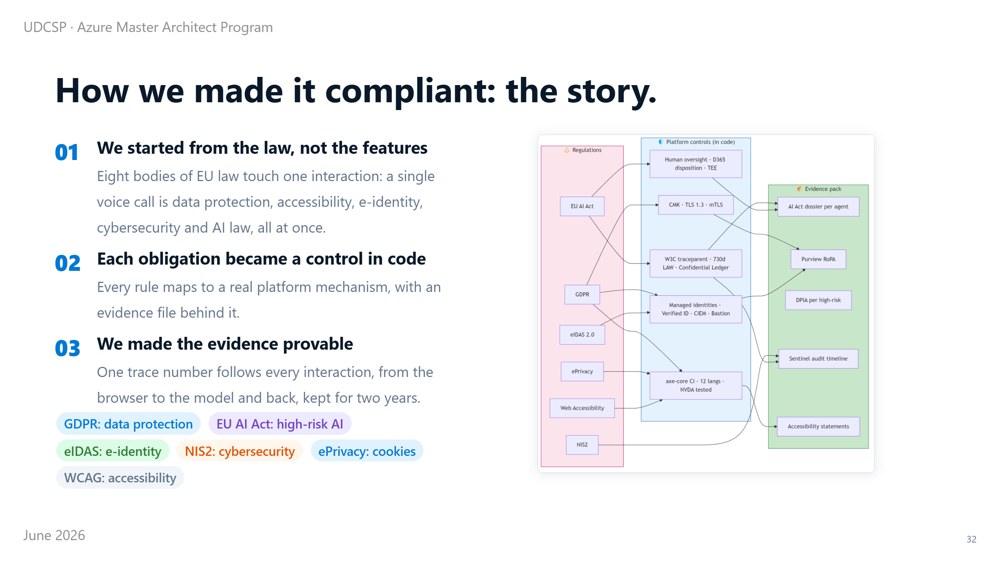 UDCSP · Azure Master Architect Program
How we made it compliant: the story.
01
We started from the law, not the features
Eight bodies of EU law touch one interaction: a single
voice call is data protection, accessibility, e-identity,
cybersecurity and AI law, all at once.
02
Each obligation became a control in code
Every rule maps to a real platform mechanism, with an
evidence file behind it.
03
We made the evidence provable
One trace number follows every interaction, from the
browser to the model and back, kept for two years.
GDPR: data protection
EU AI Act: high-risk AI
eIDAS: e-identity
NIS2: cybersecurity
ePrivacy: cookies
WCAG: accessibility
Regulations
EU AI Act
GDPR
eIDAS 2.0
ePrivacy
Web Accessibility
NIS2
Platform controls (in code)
Human oversight · D365
disposition · TEE
CMK · TLS 1.3 · mTLS
W3C traceparent · 730d
LAW · Confidential Ledger
Managed identities ·
Verified ID · CIEM · Bastion
axe-core CI · 12 langs ·
NVDA tested
Evidence pack
AI Act dossier per agent
Purview RoPA
DPIA per high-risk
Sentinel audit timeline
Accessibility statements
June 2026
32